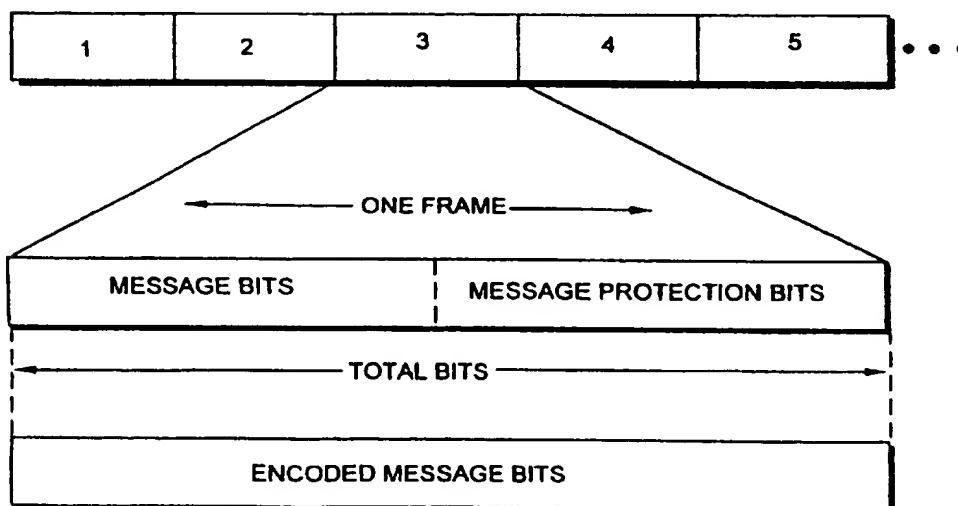 1 2 3 4 5 • • •
ONE FRAME
MESSAGE BITS MESSAGE PROTECTION BITS
TOTAL BITS
ENCODED MESSAGE BITS